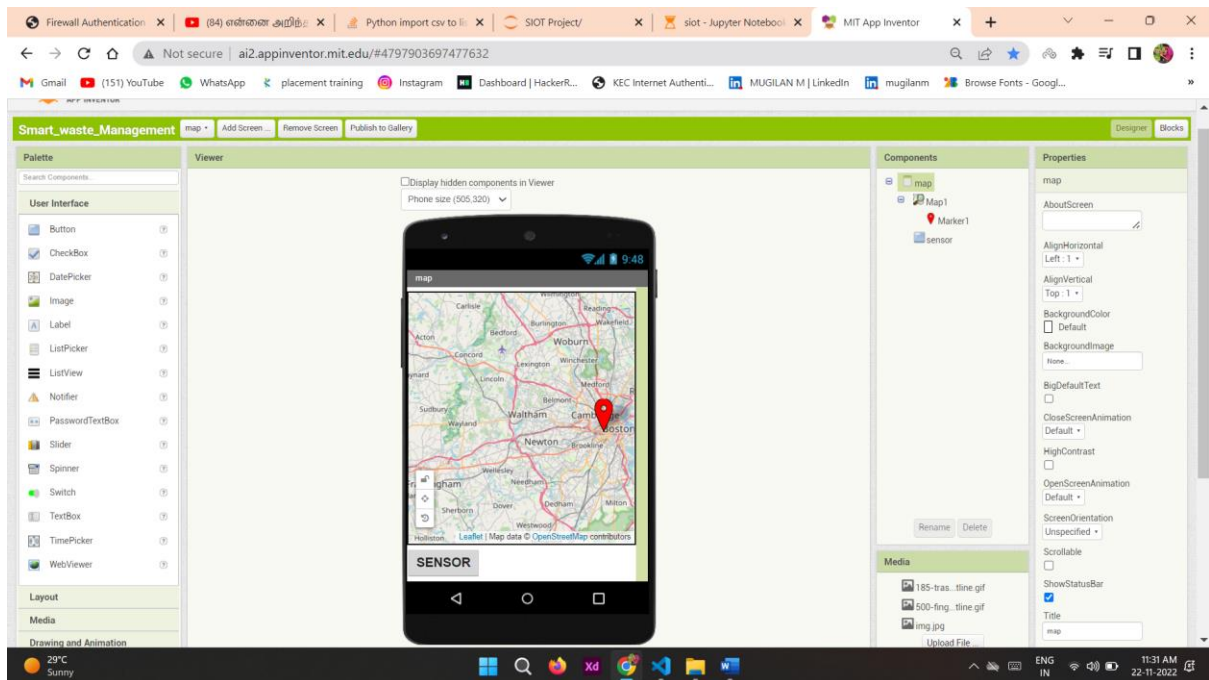 Firewall Authentication
(84) என்னை அறிந்
Python import csv to li
SIOT Project/
siot - Jupyter Notebook
MIT App Inventor
Not secure | ai2.appinventor.mit.edu/#4797903697477632
Gmail (151) YouTube WhatsApp placement training Instagram Dashboard | HackerR... KEC Internet Authenti... MUGILAN M | LinkedIn mugilanm Browse Fonts - Googl... »
APP INVENTOR
Smart_waste_Management map Add Screen ... Remove Screen Publish to Gallery Designer Blocks
Palette
Search Components...
User Interface
Button
CheckBox
DatePicker
Image
Label
ListPicker
ListView
Notifier
PasswordTextBox
Slider
Spinner
Switch
TextBox
TimePicker
WebViewer
Layout
Media
Drawing and Animation
Viewer
Display hidden components in Viewer
Phone size (505,320)
9:48
map
Wilmington
Carlisle
Reading
Burlington
Wakefield
Bedford
Acton
Woburn
Concord
Winchester
Lexington
aynard
Lincoln
Medford
Belmont
Sudbury
Waltham
Camb ge
Wayland
Boston
Newton
Brookline
Wellesley
gham
Needham
Sherborn
Dover
Dedham
Milton
Westwood
Holliston
Leaflet | Map data © OpenStreetMap contributors
SENSOR
Components
map
Map1
Marker1
sensor
Rename Delete
Media
185-tras...tline.gif
500-fing...tline.gif
img.jpg
Upload File ...
Properties
map
AboutScreen
AlignHorizontal
Left : 1
AlignVertical
Top : 1
BackgroundColor
Default
BackgroundImage
None...
BigDefaultText
CloseScreenAnimation
Default
HighContrast
OpenScreenAnimation
Default
ScreenOrientation
Unspecified
Scrollable
ShowStatusBar
Title
map
29°C
Sunny
Xd
ENG
IN
11:31 AM
22-11-2022